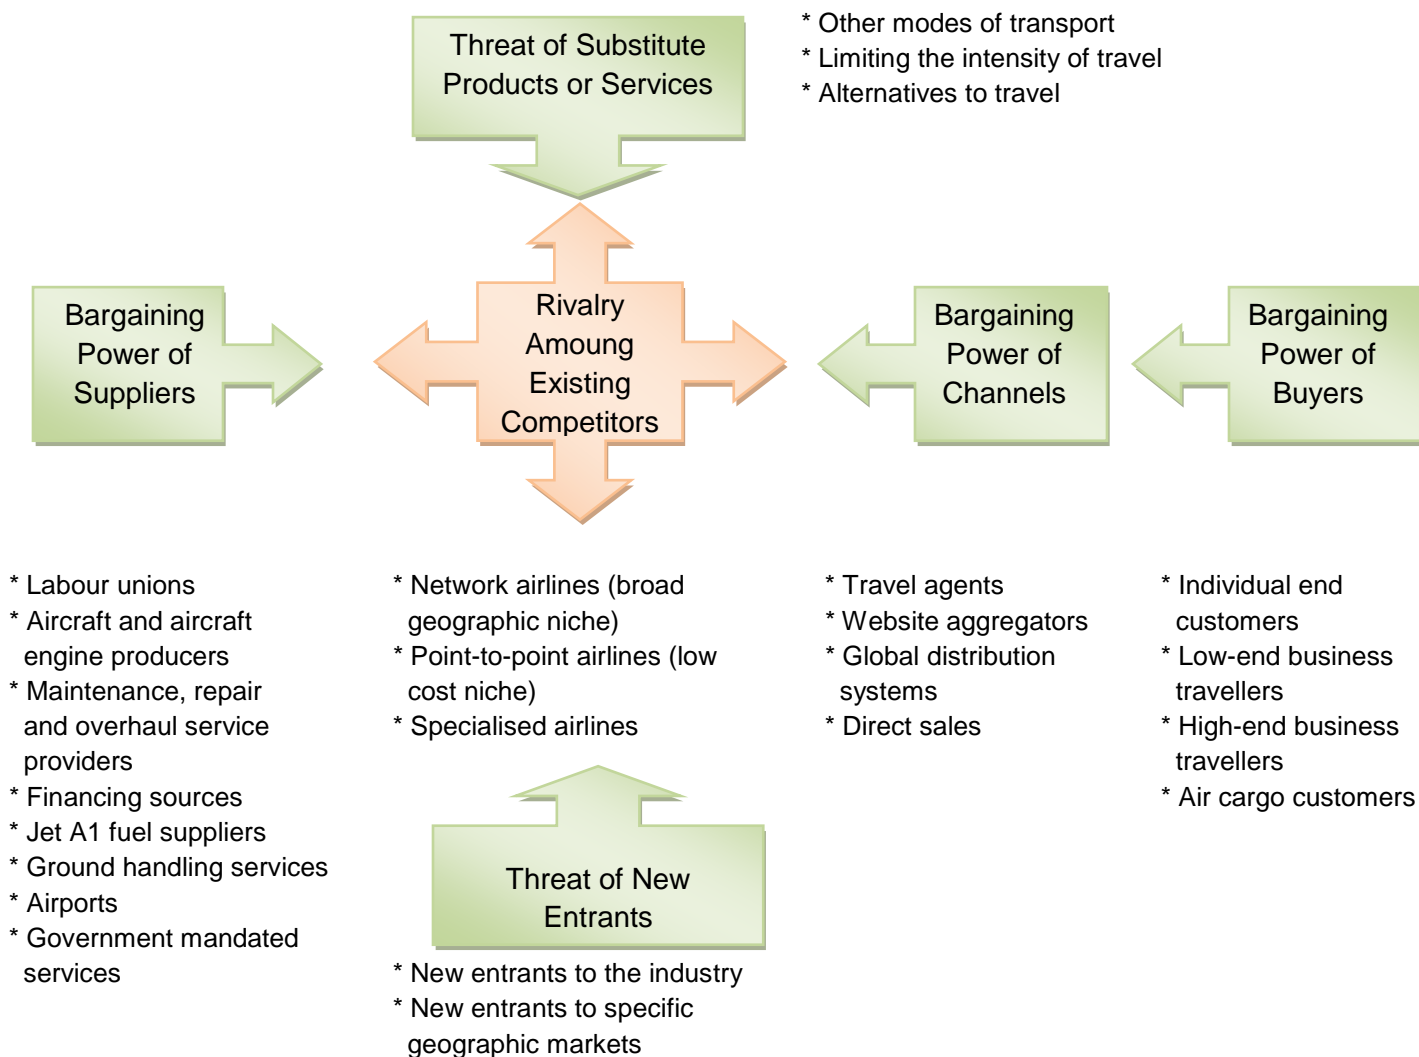 Threat of Substitute
Products or Services
* Other modes of transport
* Limiting the intensity of travel
* Alternatives to travel
Bargaining
Power of
Suppliers
Rivalry
Amoung
Existing
Competitors
Bargaining
Power of
Channels
Bargaining
Power of
Buyers
* Labour unions
* Aircraft and aircraft
engine producers
* Maintenance, repair
and overhaul service
providers
* Financing sources
* Jet A1 fuel suppliers
* Ground handling services
* Airports
* Government mandated
services
* Network airlines (broad
geographic niche)
* Point-to-point airlines (low
cost niche)
* Specialised airlines
* Travel agents
* Website aggregators
* Global distribution
systems
* Direct sales
* Individual end
customers
* Low-end business
travellers
* High-end business
travellers
* Air cargo customers
Threat of New
Entrants
* New entrants to the industry
* New entrants to specific
geographic markets